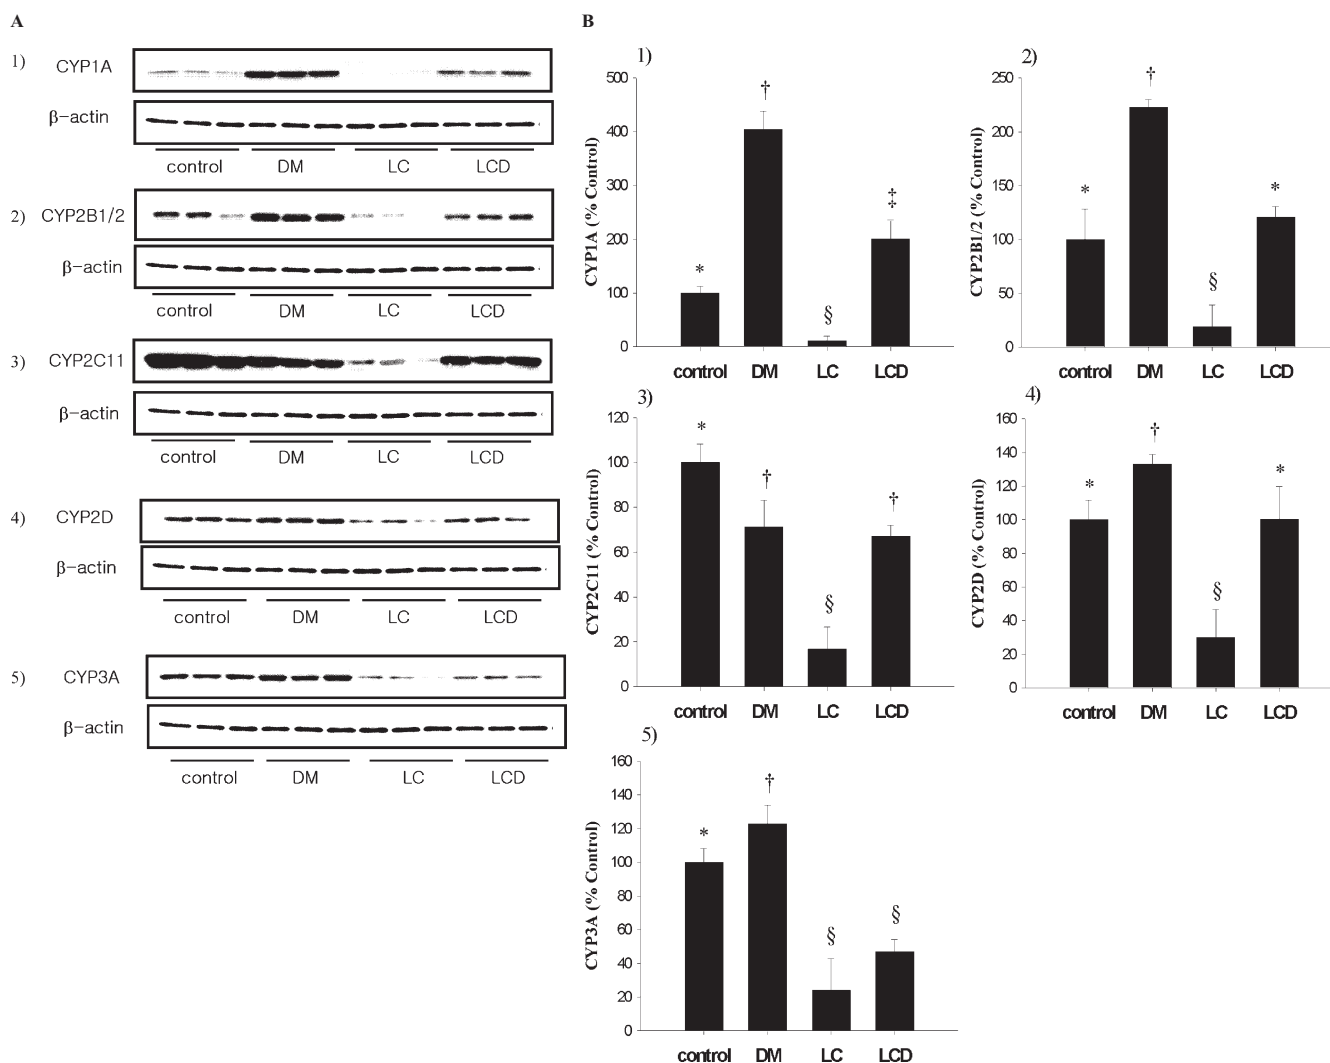 A
1) CYP1A
β-actin
control DM LC LCD
2) CYP2B1/2
β-actin
control DM LC LCD
3) CYP2C11
β-actin
control DM LC LCD
4) CYP2D
β-actin
control DM LC LCD
5) CYP3A
β-actin
control DM LC LCD
B
1)
CYP1A (% Control)
500
400
300
200
100
0
* † § ‡
control DM LC LCD
2)
CYP2B1/2 (% Control)
250
200
150
100
50
0
* † § *
control DM LC LCD
3)
CYP2C11 (% Control)
120
100
80
60
40
20
0
* † § †
control DM LC LCD
4)
CYP2D (% Control)
160
140
120
100
80
60
40
20
0
* † § *
control DM LC LCD
5)
CYP3A (% Control)
160
140
120
100
80
60
40
20
0
* † § §
control DM LC LCD